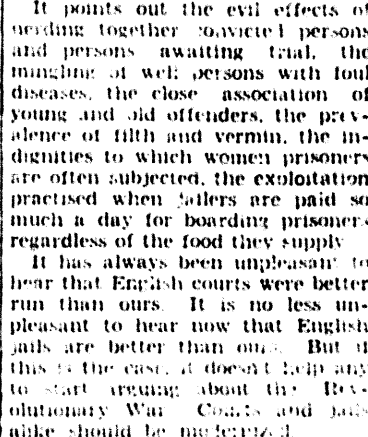 It points out the evil effects of
herding together convicted persons
and persons awaiting trial, the
mingling of well persons with foul
diseases, the close association of
young and old offenders, the prev-
alence of filth and vermin, the in-
dignities to which women prisoners
are often subjected, the exploitation
practised when jailers are paid so
much a day for boarding prisoners
regardless of the food they supply
It has always been unpleasant to
hear that English courts were better
run than ours. It is no less un-
pleasant to hear now that English
jails are better than ours. But if
this is the case, it doesn't help any
to start arguing about the Rev-
olutionary War. Courts and jails
alike should be modernized.